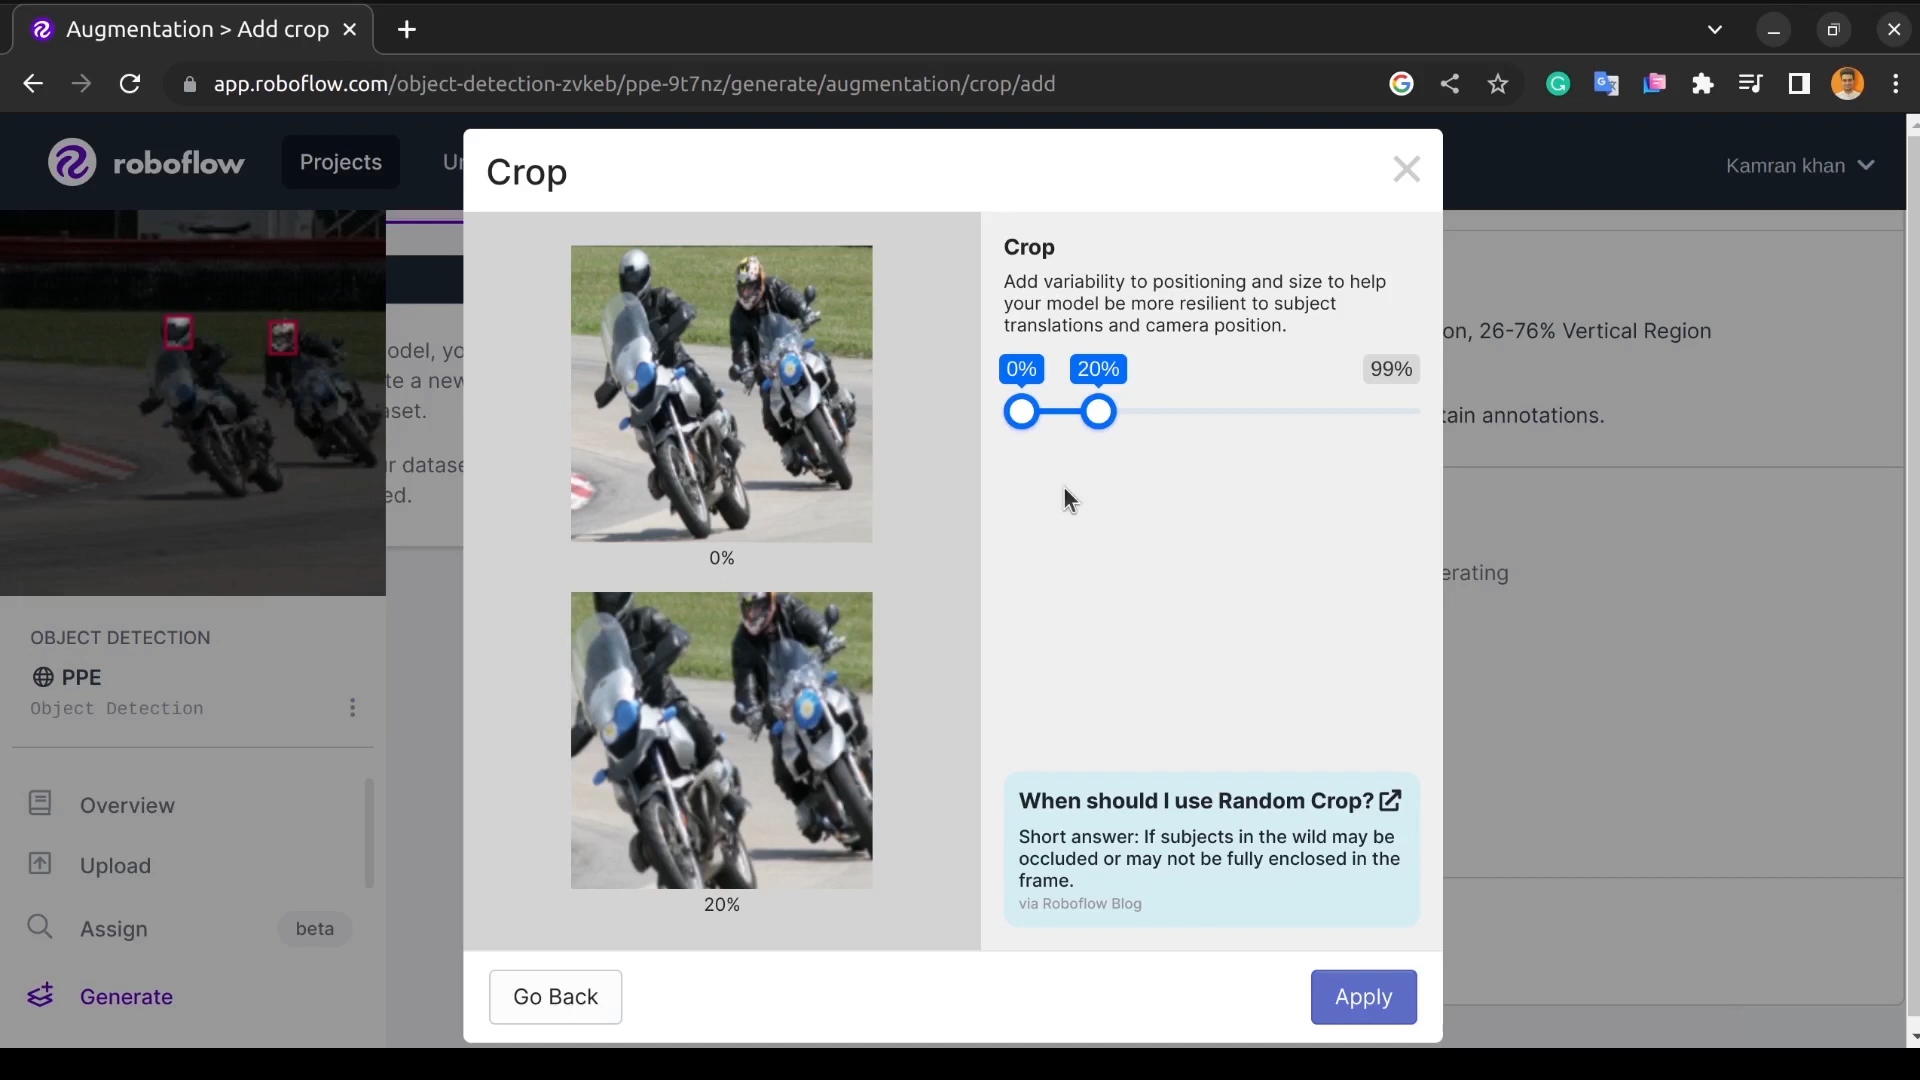 Augmentation > Add crop
app.roboflow.com/object-detection-zvkeb/ppe-9t7nz/generate/augmentation/crop/add
roboflow
Projects
Un
Kamran khan
Crop
Crop
Add variability to positioning and size to help
your model be more resilient to subject
translations and camera position.
0%
20%
99%
0%
20%
When should I use Random Crop?
Short answer: If subjects in the wild may be
occluded or may not be fully enclosed in the
frame.
via Roboflow Blog
Go Back
Apply
odel, yo
te a new
aset.
r datase
ed.
on, 26-76% Vertical Region
tain annotations.
erating
OBJECT DETECTION
PPE
Object Detection
Overview
Upload
Assign
beta
Generate